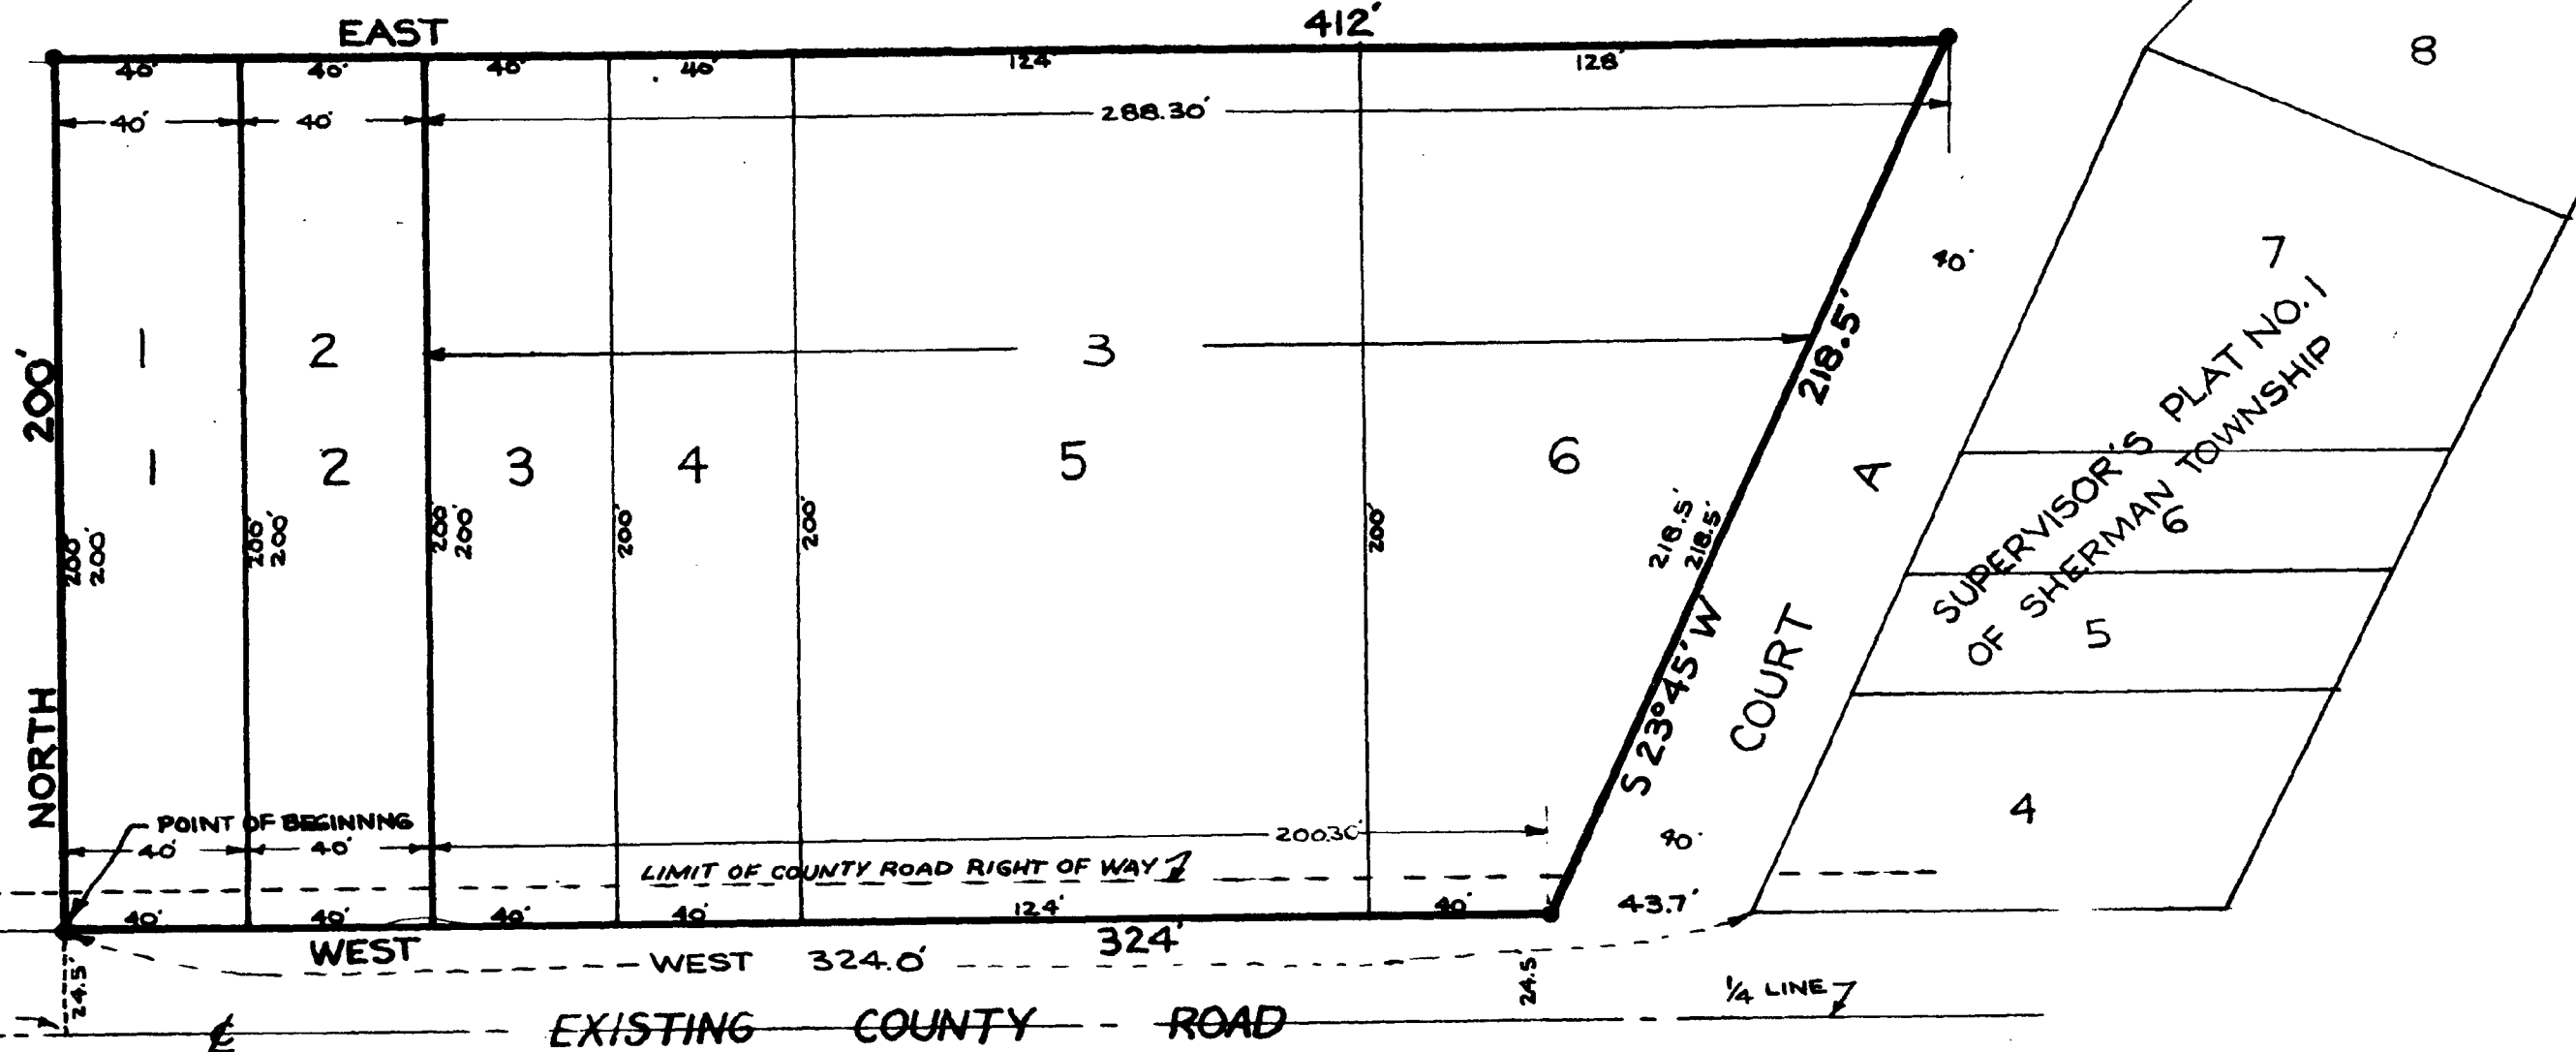 EAST 412'
40' 40' 40' 40' 124' 128'
40' 40' 288.30'
8
7
40'
1 2 3
218.5'
200'
1 2 3 4 5 6
200' 200' 200' 200' 200' 200' 200' 200' 200'
218.5'
218.5'
A
COURT
SUPERVISOR'S PLAT NO. 1
OF SHERMAN TOWNSHIP
6
5
4
S 23°45' W
NORTH
POINT OF BEGINNNG
40' 40' 200.30'
40'
LIMIT OF COUNTY ROAD RIGHT OF WAY
40' 40' 40' 40' 124' 40' 43.7'
WEST 324'
WEST 324.0'
24.5' 24.5'
1/4 LINE
℄ EXISTING COUNTY ROAD